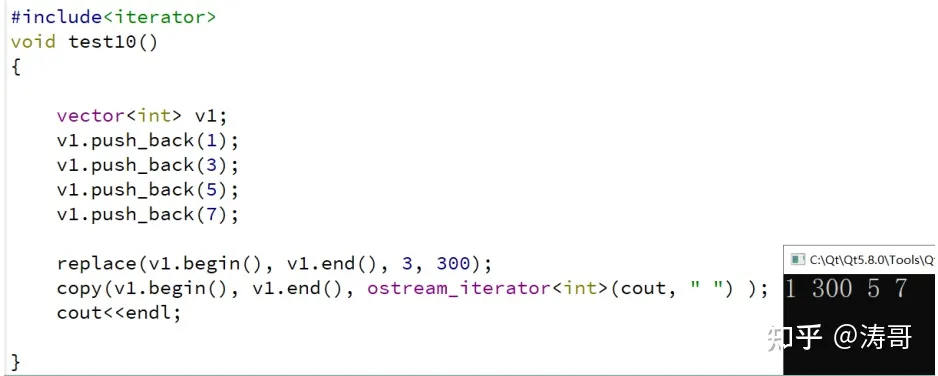 #include<iterator>
void test10()
{
    vector<int> v1;
    v1.push_back(1);
    v1.push_back(3);
    v1.push_back(5);
    v1.push_back(7);
    replace(v1.begin(), v1.end(), 3, 300);
    copy(v1.begin(), v1.end(), ostream_iterator<int>(cout, " ") );
    cout<<endl;
}
C:\Qt\Qt5.8.0\Tools\Q
1 300 5 7
知乎 @涛哥